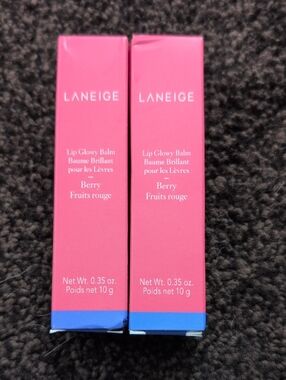 LANEIGE
Lip Glowy Balm
Baume Brillant
pour les Lèvres
Berry
Fruits rouge
Net Wt. 0.35 oz.
Poids net 10 g
LANEIGE
Lip Glowy Balm
Baume Brillant
pour les Lèvres
Berry
Fruits rouge
Net Wt. 0.35 oz.
Poids net 10 g